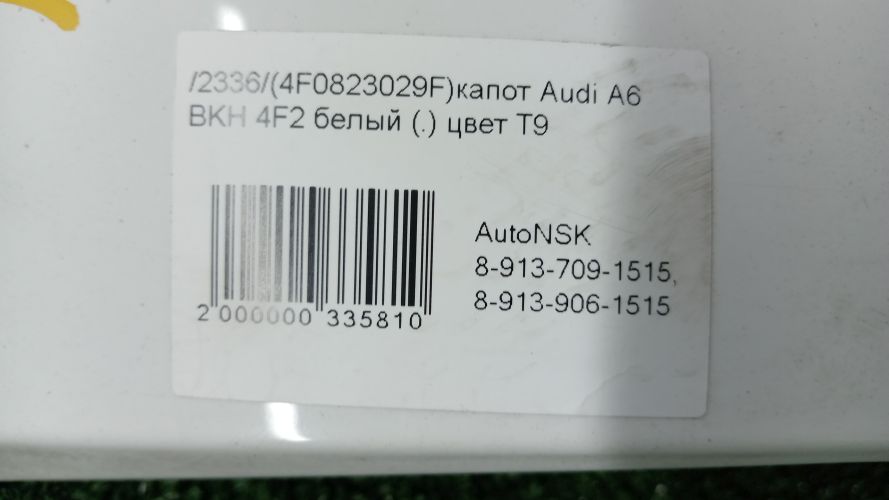 /2336/(4F0823029F)капот Audi A6
BKH 4F2 белый (.) цвет T9
AutoNSK
8-913-709-1515,
8-913-906-1515
2 000000 335810